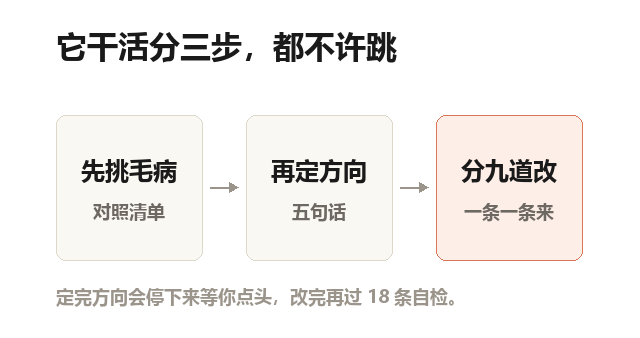 它干活分三步，都不许跳
先挑毛病
对照清单
再定方向
五句话
分九道改
一条一条来
定完方向会停下来等你点头，改完再过 18 条自检。